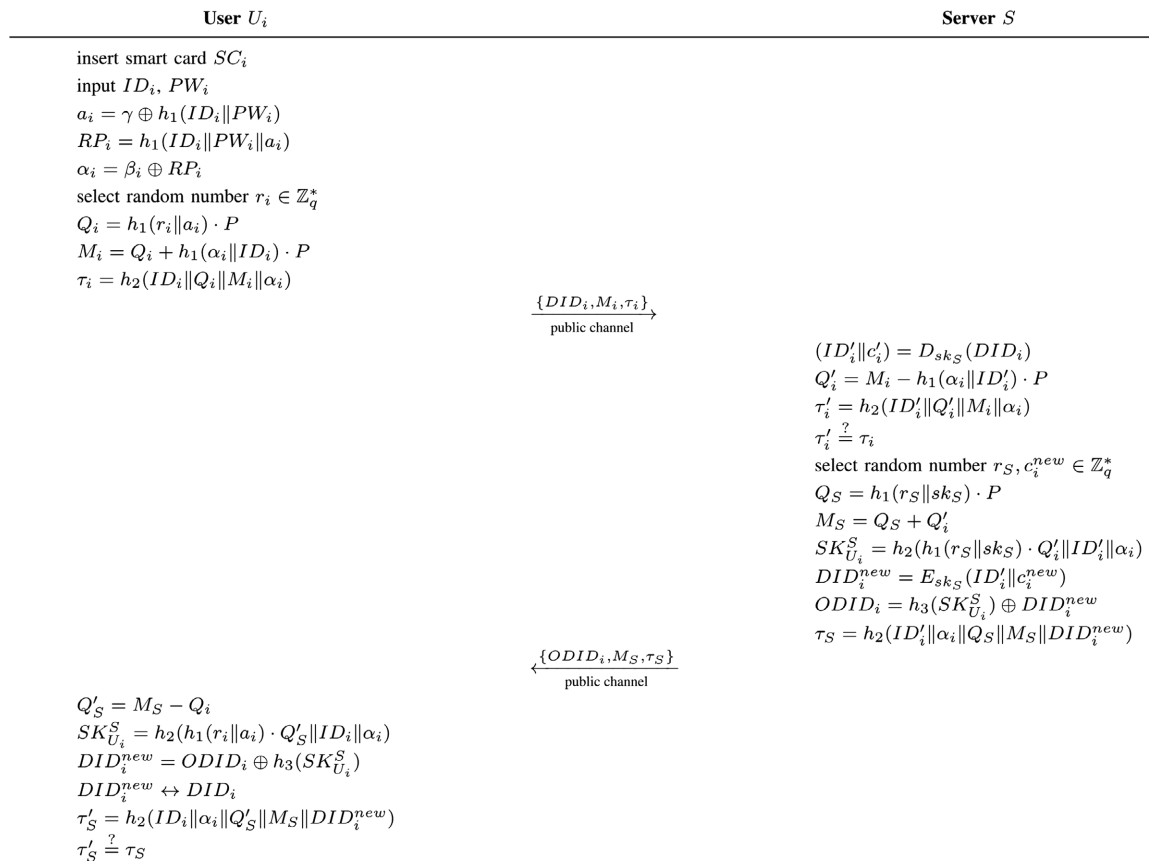 User U_i
Server S
insert smart card SC_i
input ID_i, PW_i
a_i = γ ⊕ h_1(ID_i‖PW_i)
RP_i = h_1(ID_i‖PW_i‖a_i)
α_i = β_i ⊕ RP_i
select random number r_i ∈ ℤ_q^*
Q_i = h_1(r_i‖a_i) · P
M_i = Q_i + h_1(α_i‖ID_i) · P
τ_i = h_2(ID_i‖Q_i‖M_i‖α_i)
{DID_i, M_i, τ_i}
public channel
(ID'_i‖c'_i) = D_{sk_S}(DID_i)
Q'_i = M_i − h_1(α_i‖ID'_i) · P
τ'_i = h_2(ID'_i‖Q'_i‖M_i‖α_i)
τ'_i ≟ τ_i
select random number r_S, c_i^{new} ∈ ℤ_q^*
Q_S = h_1(r_S‖sk_S) · P
M_S = Q_S + Q'_i
SK_{U_i}^S = h_2(h_1(r_S‖sk_S) · Q'_i‖ID'_i‖α_i)
DID_i^{new} = E_{sk_S}(ID'_i‖c_i^{new})
ODID_i = h_3(SK_{U_i}^S) ⊕ DID_i^{new}
τ_S = h_2(ID'_i‖α_i‖Q_S‖M_S‖DID_i^{new})
{ODID_i, M_S, τ_S}
public channel
Q'_S = M_S − Q_i
SK_{U_i}^S = h_2(h_1(r_i‖a_i) · Q'_S‖ID_i‖α_i)
DID_i^{new} = ODID_i ⊕ h_3(SK_{U_i}^S)
DID_i^{new} ↔ DID_i
τ'_S = h_2(ID_i‖α_i‖Q'_S‖M_S‖DID_i^{new})
τ'_S ≟ τ_S